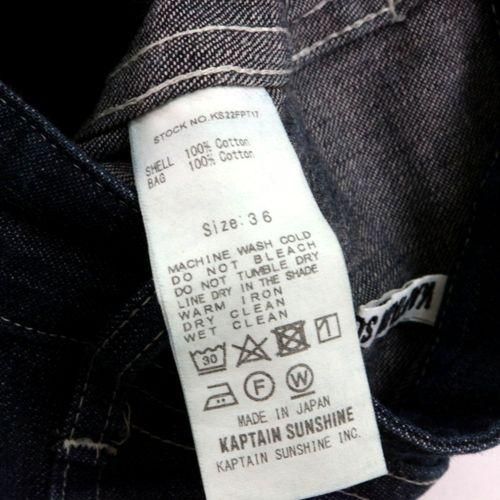 STOCK NO.KS22FPT17
SHELL 100% Cotton
BAG 100% Cotton
Size:36
MACHINE WASH COLD
DO NOT BLEACH
DO NOT TUMBLE DRY
LINE DRY IN THE SHADE
WARM IRON
DRY CLEAN
WET CLEAN
30
F
W
MADE IN JAPAN
KAPTAIN SUNSHINE
KAPTAIN SUNSHINE INC.